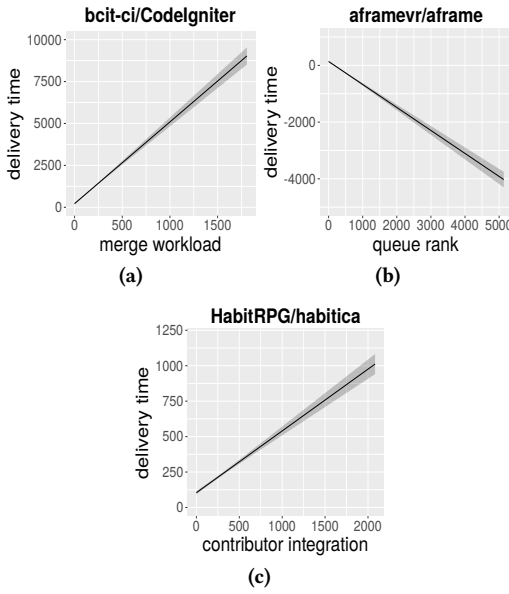 bcit-ci/CodeIgniter
delivery time
10000
7500
5000
2500
0
0 500 1000 1500
merge workload
(a)
aframevr/aframe
delivery time
0
-2000
-4000
0 1000 2000 3000 4000 5000
queue rank
(b)
HabitRPG/habitica
delivery time
1250
1000
750
500
250
0
0 500 1000 1500 2000
contributor integration
(c)